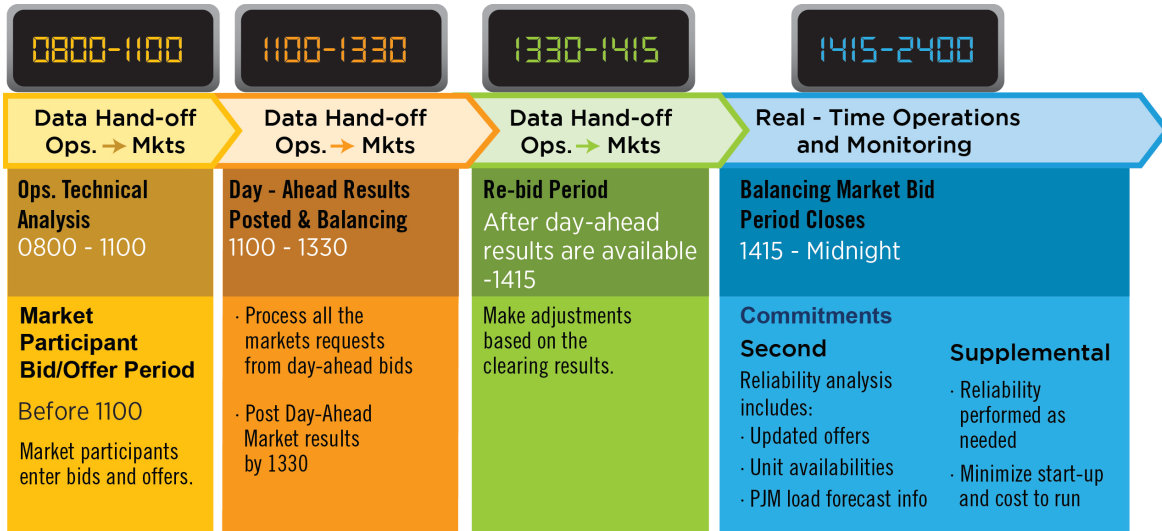 0800-1100
1100-1330
1330-1415
1415-2400
Data Hand-off
Ops. → Mkts
Data Hand-off
Ops. → Mkts
Data Hand-off
Ops. → Mkts
Real - Time Operations
and Monitoring
Ops. Technical
Analysis
0800 - 1100
Market
Participant
Bid/Offer Period
Before 1100
Market participants
enter bids and offers.
Day - Ahead Results
Posted & Balancing
1100 - 1330
· Process all the
markets requests
from day-ahead bids
· Post Day-Ahead
Market results
by 1330
Re-bid Period
After day-ahead
results are available
-1415
Make adjustments
based on the
clearing results.
Balancing Market Bid
Period Closes
1415 - Midnight
Commitments
Second
Reliability analysis
includes:
· Updated offers
· Unit availabilities
· PJM load forecast info
Supplemental
· Reliability
performed as
needed
· Minimize start-up
and cost to run